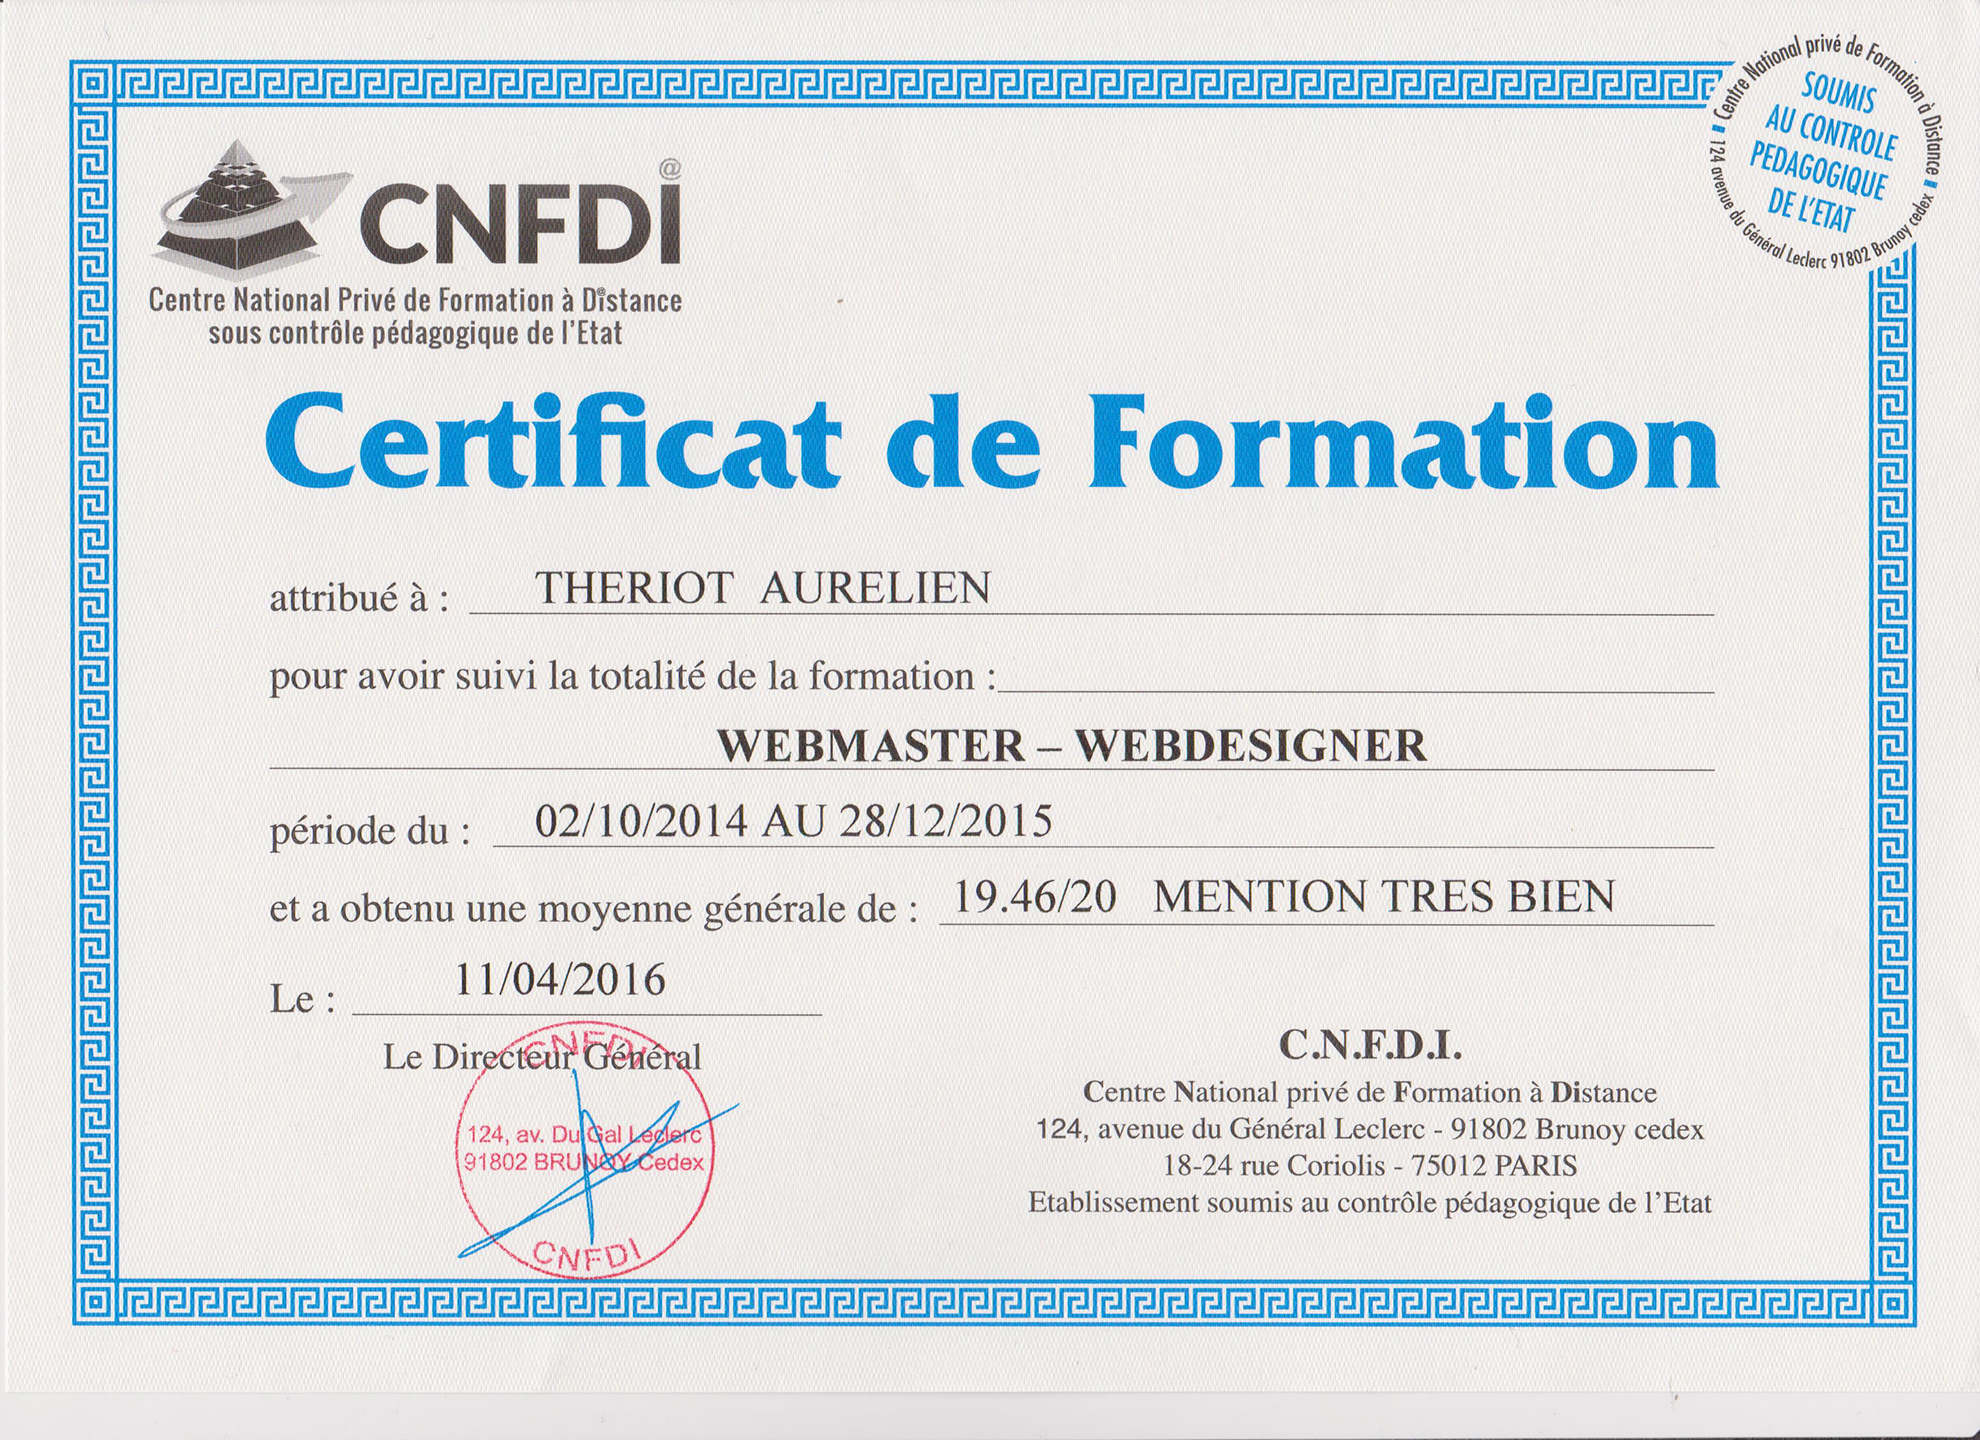 CNFDI
@
Centre National Privé de Formation à Distance
sous contrôle pédagogique de l'Etat
Centre National privé de Formation à Distance
124 avenue du Général Leclerc 91802 Brunoy cedex
SOUMIS
AU CONTROLE
PEDAGOGIQUE
DE L'ETAT
Certificat de Formation
attribué à : THERIOT AURELIEN
pour avoir suivi la totalité de la formation :
WEBMASTER – WEBDESIGNER
période du : 02/10/2014 AU 28/12/2015
et a obtenu une moyenne générale de : 19.46/20 MENTION TRES BIEN
Le : 11/04/2016
Le Directeur Général
CNFDI
124, av. Du Gal Leclerc
91802 BRUNOY Cedex
CNFDI
C.N.F.D.I.
Centre National privé de Formation à Distance
124, avenue du Général Leclerc - 91802 Brunoy cedex
18-24 rue Coriolis - 75012 PARIS
Etablissement soumis au contrôle pédagogique de l'Etat